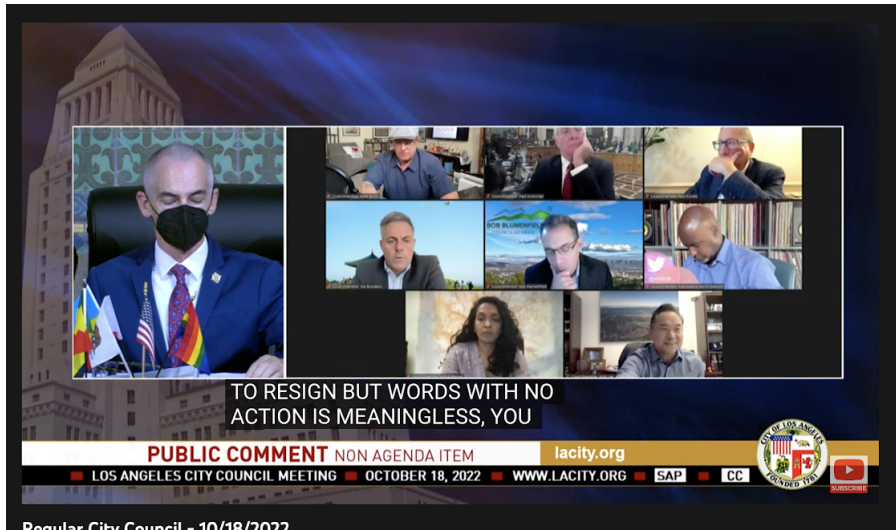 BOB BLUMENFIELD
COUNCILMEMBER
TO RESIGN BUT WORDS WITH NO
ACTION IS MEANINGLESS, YOU
PUBLIC COMMENT NON AGENDA ITEM
lacity.org
LOS ANGELES CITY COUNCIL MEETING OCTOBER 18, 2022 WWW.LACITY.ORG SAP CC
CITY OF LOS ANGELES
FOUNDED 1781
SUBSCRIBE
Regular City Council - 10/18/2022